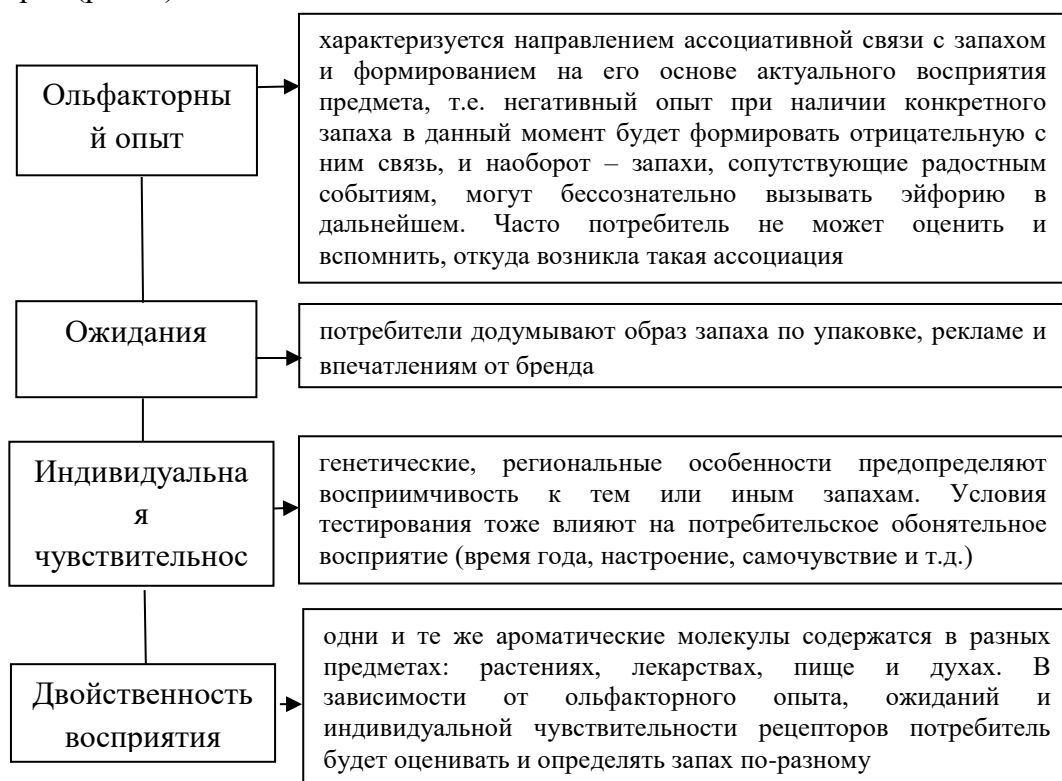 Ольфакторны
й опыт
характеризуется направлением ассоциативной связи с запахом
и формированием на его основе актуального восприятия
предмета, т.е. негативный опыт при наличии конкретного
запаха в данный момент будет формировать отрицательную с
ним связь, и наоборот – запахи, сопутствующие радостным
событиям, могут бессознательно вызывать эйфорию в
дальнейшем. Часто потребитель не может оценить и
вспомнить, откуда возникла такая ассоциация
Ожидания
потребители додумывают образ запаха по упаковке, рекламе и
впечатлениям от бренда
Индивидуальна
я
чувствительнос
генетические, региональные особенности предопределяют
восприимчивость к тем или иным запахам. Условия
тестирования тоже влияют на потребительское обонятельное
восприятие (время года, настроение, самочувствие и т.д.)
Двойственность
восприятия
одни и те же ароматические молекулы содержатся в разных
предметах: растениях, лекарствах, пище и духах. В
зависимости от ольфакторного опыта, ожиданий и
индивидуальной чувствительности рецепторов потребитель
будет оценивать и определять запах по-разному